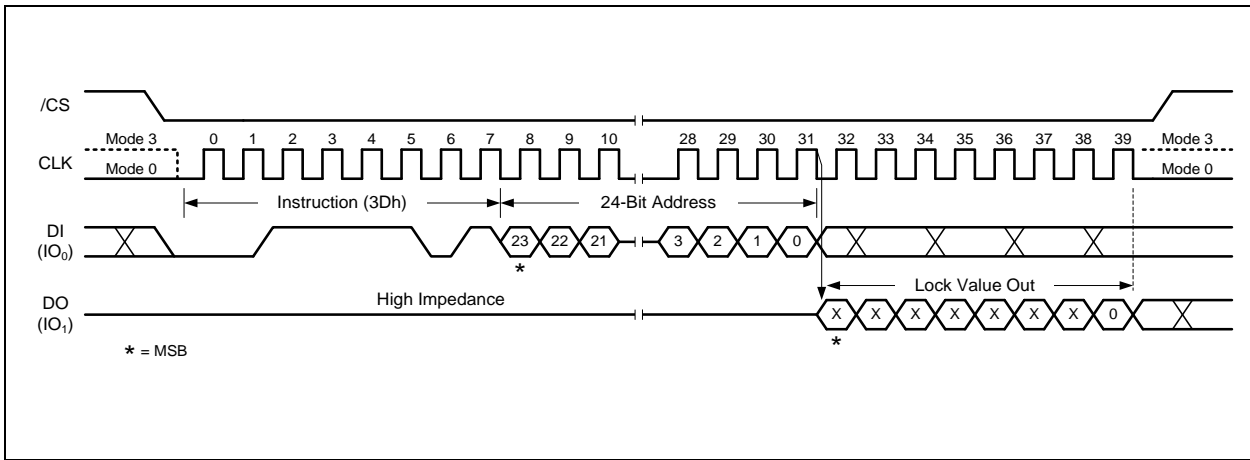 /CS
Mode 3 0 1 2 3 4 5 6 7 8 9 10 28 29 30 31 32 33 34 35 36 37 38 39 Mode 3
CLK
Mode 0 Mode 0
Instruction (3Dh) 24-Bit Address
DI
(IO₀)
23 22 21 3 2 1 0
*
Lock Value Out
High Impedance
DO
(IO₁)
X X X X X X X 0
*
* = MSB